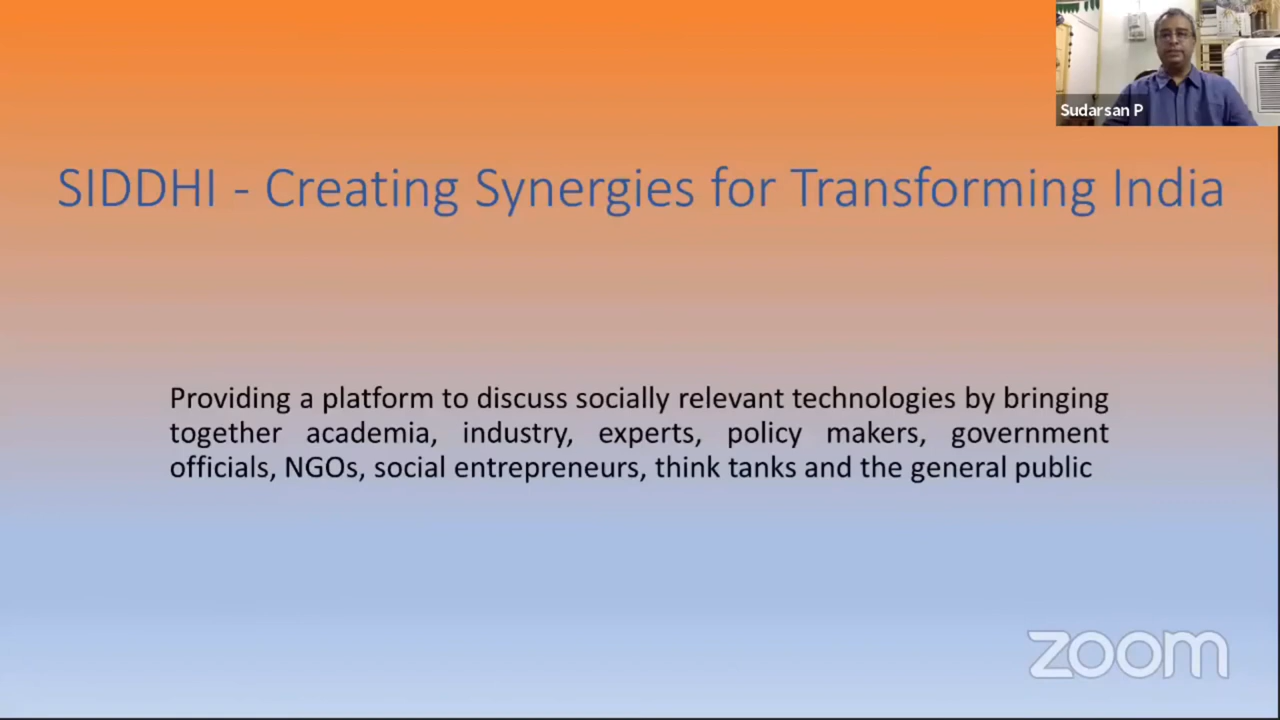 Sudarsan P
SIDDHI - Creating Synergies for Transforming India
Providing a platform to discuss socially relevant technologies by bringing
together academia, industry, experts, policy makers, government
officials, NGOs, social entrepreneurs, think tanks and the general public
zoom